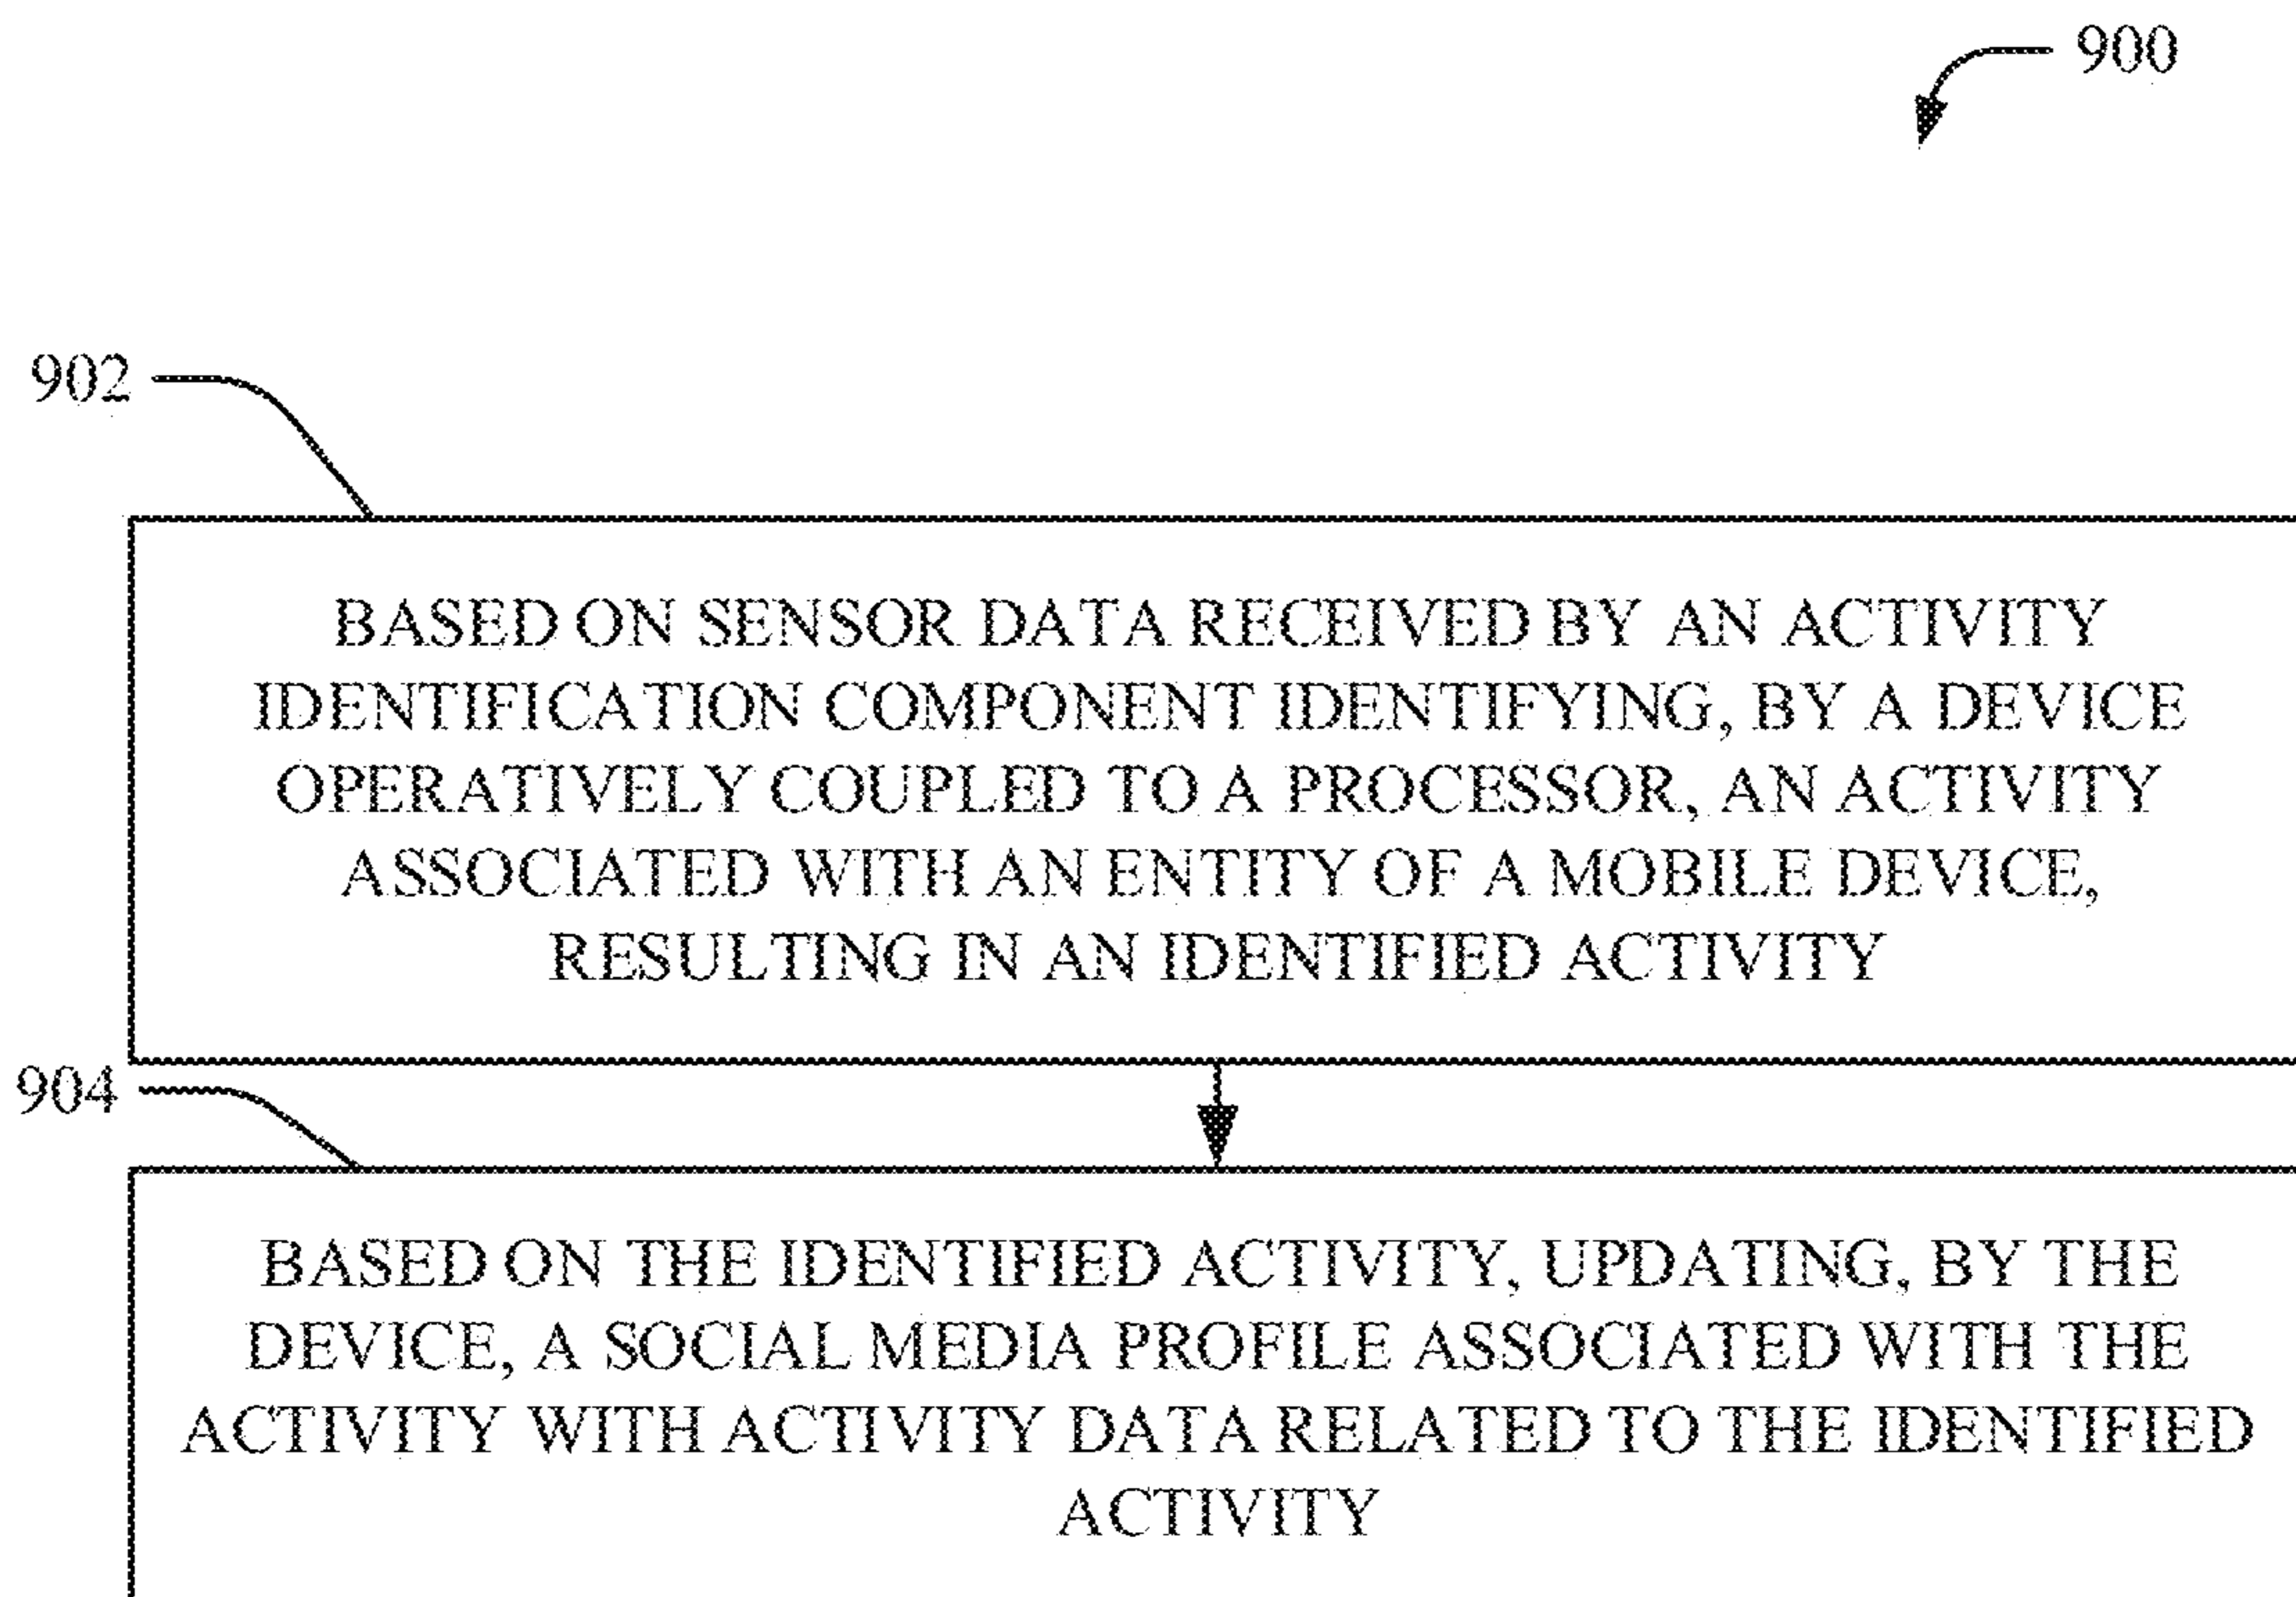 900
902
BASED ON SENSOR DATA RECEIVED BY AN ACTIVITY
IDENTIFICATION COMPONENT IDENTIFYING, BY A DEVICE
OPERATIVELY COUPLED TO A PROCESSOR, AN ACTIVITY
ASSOCIATED WITH AN ENTITY OF A MOBILE DEVICE,
RESULTING IN AN IDENTIFIED ACTIVITY
904
BASED ON THE IDENTIFIED ACTIVITY, UPDATING, BY THE
DEVICE, A SOCIAL MEDIA PROFILE ASSOCIATED WITH THE
ACTIVITY WITH ACTIVITY DATA RELATED TO THE IDENTIFIED
ACTIVITY